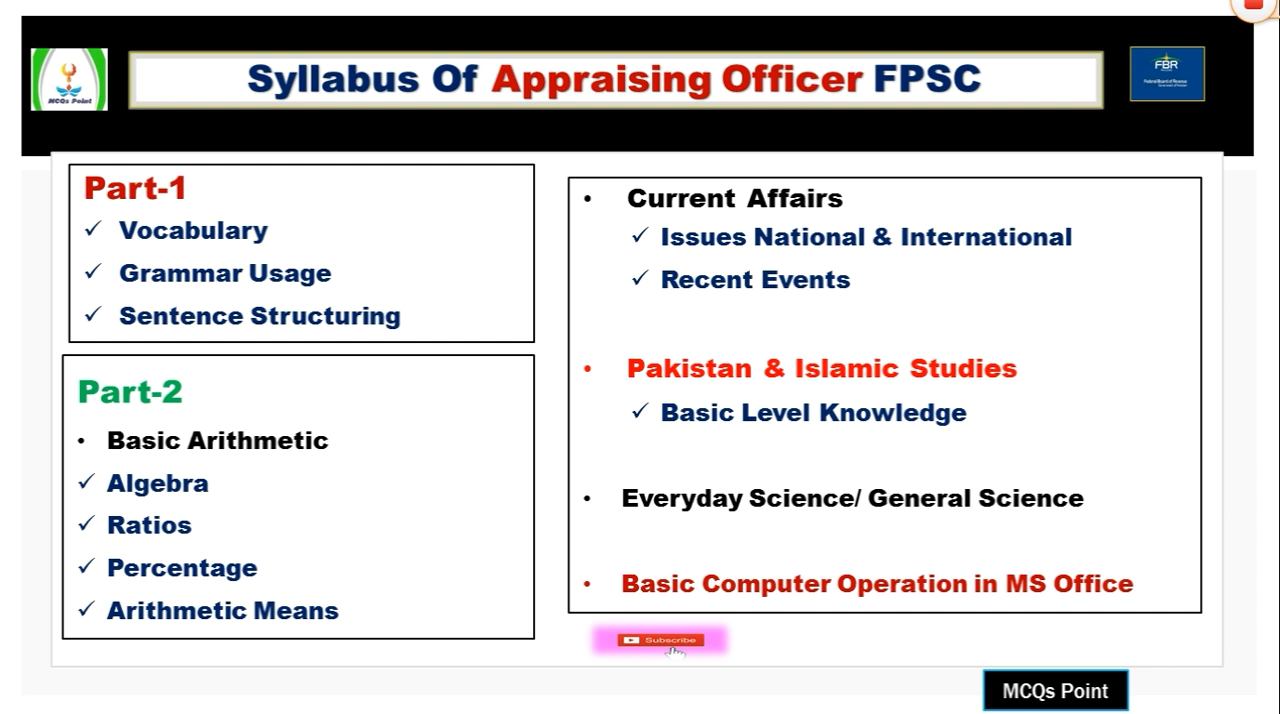 Syllabus Of Appraising Officer FPSC
MCQs Point
FBR
Part-1
✓ Vocabulary
✓ Grammar Usage
✓ Sentence Structuring
Part-2
• Basic Arithmetic
✓ Algebra
✓ Ratios
✓ Percentage
✓ Arithmetic Means
• Current Affairs
✓ Issues National & International
✓ Recent Events
• Pakistan & Islamic Studies
✓ Basic Level Knowledge
• Everyday Science/ General Science
• Basic Computer Operation in MS Office
Subscribe
MCQs Point